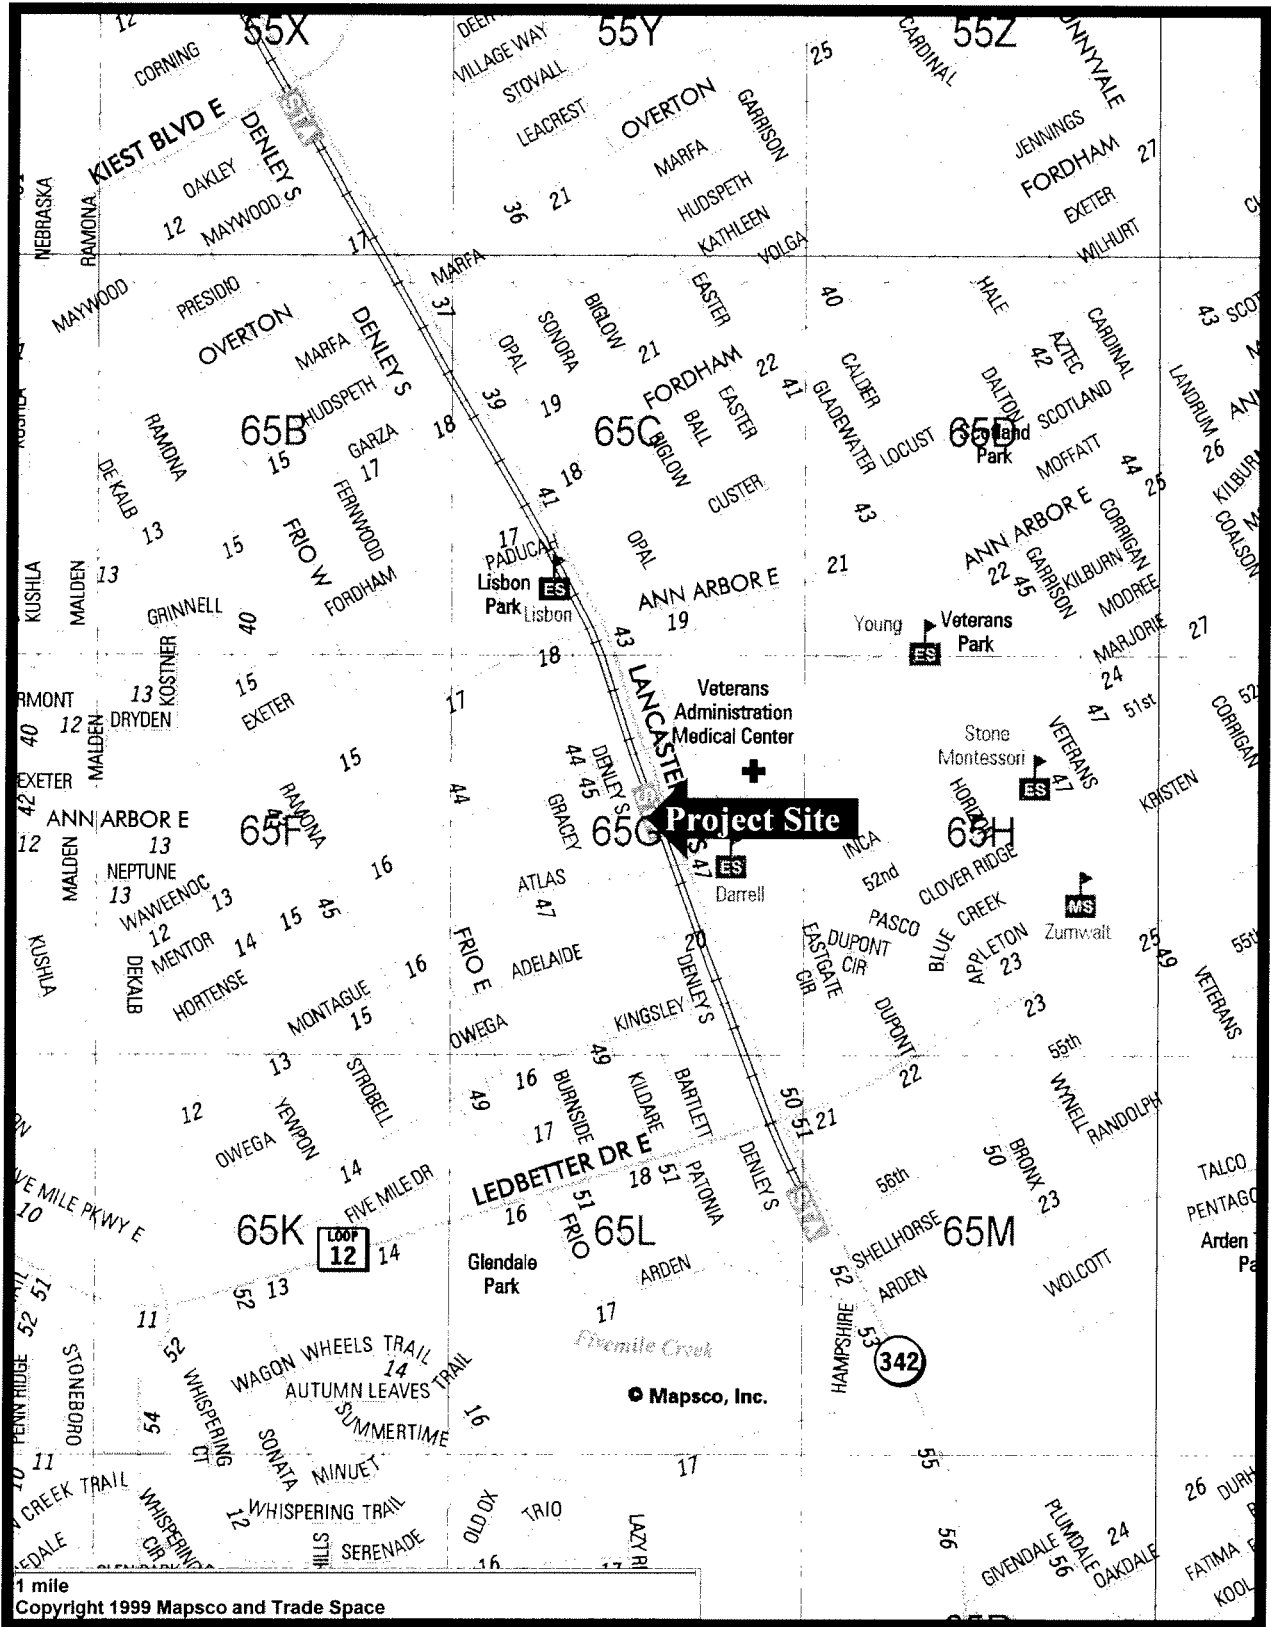 55X
55Y
55Z
12
CORNING
DEER
VILLAGE WAY
STOVALL
LEACREST
OVERTON
GARRISON
25
CARDINAL
UNNYVALE
JENNINGS
FORDHAM
27
EXETER
WILHURT
KIEST BLVD E
DENLEY S
STA
OAKLEY
MAYWOOD
12
NEBRASKA
RAMONA
17
36
21
MARFA
HUDSPETH
KATHLEEN
VOLGA
MARFA
MAYWOOD
PRESIDIO
OVERTON
MARFA
DENLEY S
37
OPAL
SONORA
BIGLOW
21
EASTER
40
HALE
43
AZTEC
42
CARDINAL
LANDRUM
HUDSPETH
GARZA
18
39
19
FORDHAM
22
41
EASTER
BALL
BIGLOW
CALDER
GLADEWATER
LOCUST
DALTON
SCOTLAND
MOFFATT
26
65B
65C
65D
Scotland
Park
RAMONA
15
17
18
41
CUSTER
43
44
25
KILBURN
COALSON
DE KALB
13
15
FRIO W
FERNWOOD
FORDHAM
17
PADUCAH
Lisbon
Park
ES
Lisbon
OPAL
ANN ARBOR E
19
21
ANN ARBOR E
CORRIGAN
22
45
GARRISON
KILBURN
MODREE
MARJORIE
27
KUSHLA
MALDEN
13
GRINNELL
40
KOSTNER
43
18
Young
ES
Veterans
Park
24
51st
RMONT
13
DRYDEN
12
40
MALDEN
15
EXETER
17
LANCASTER
Veterans
Administration
Medical Center
Stone
Montessori
ES
VETERANS
47
47
CORRIGAN
KRISTEN
EXETER
42
ANN ARBOR E
15
44
44
45
DENLEY S
GRACEY
65F
RAMONA
65G
Project Site
HORIZON
65H
12
MALDEN
13
NEPTUNE
13
WAWEENOC
13
16
ATLAS
47
47
ES
Darrell
INCA
52nd
CLOVER RIDGE
MS
Zumwalt
12
MENTOR
14
15
45
KUSHLA
DEKALB
HORTENSE
MONTAGUE
15
16
FRIO E
ADELAIDE
20
DENLEY S
EASTGATE
CIR
DUPONT
CIR
PASCO
BLUE
CREEK
APPLETON
23
25
49
55th
VETERANS
OWEGA
KINGSLEY
DUPONT
23
55th
13
STROBELL
49
16
49
BURNSIDE
KILDARE
BARTLETT
50
51
21
22
WYNELL
RANDOLPH
12
OWEGA
YEWPON
17
LEDBETTER DR E
DENLEY S
56th
50
BRONX
23
TALCO
PENTAGO
14
FIVE MILE DR
18
51
PATONIA
VE MILE PKWY E
10
65K
LOOP
12
14
16
51
FRIO
65L
STA
65M
SHELLHORSE
Arden
Glendale
Park
ARDEN
52
ARDEN
WOLCOTT
52
13
51
52
11
17
Fivemile Creek
HAMPSHIRE
53
342
52
WAGON WHEELS TRAIL
14
AUTUMN LEAVES TRAIL
© Mapsco, Inc.
PENN RIDGE
STONEBORO
54
WHISPERING
CT
SUMMERTIME
16
SONATA
MINUET
17
55
10
11
CREEK TRAIL
WHISPERING
CIR
12
WHISPERING TRAIL
SERENADE
OLD OX
TRIO
16
56
GIVENDALE
PLUMDALE
56
24
OAKDALE
26
FATIMA
KOOL
1 mile
Copyright 1999 Mapsco and Trade Space